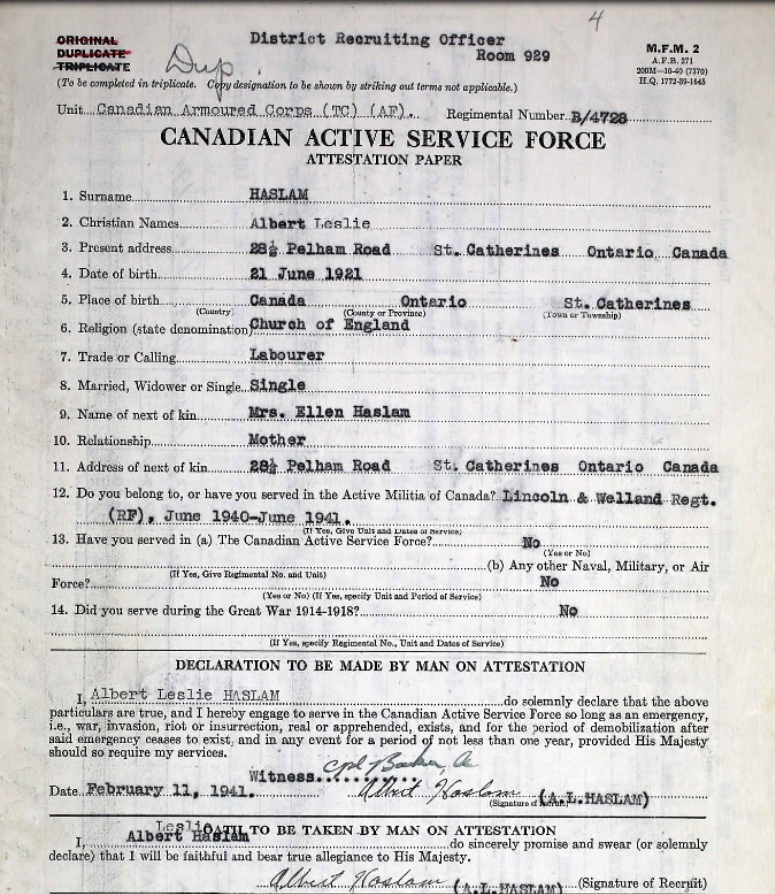 4
ORIGINAL
DUPLICATE
TRIPLICATE
Dup
District Recruiting Officer
Room 929
M.F.M. 2
A.F.B. 271
200M—10-40 (7370)
H.Q. 1772-39-1645
(To be completed in triplicate. Copy designation to be shown by striking out terms not applicable.)
Unit Canadian Armoured Corps (TC) (AF). Regimental Number B/4728
CANADIAN ACTIVE SERVICE FORCE
ATTESTATION PAPER
1. Surname HASLAM
2. Christian Names Albert Leslie
3. Present address 28½ Pelham Road St. Catherines Ontario Canada
4. Date of birth 21 June 1921
5. Place of birth Canada Ontario St. Catherines
(Country) (County or Province) (Town or Township)
6. Religion (state denomination) Church of England
7. Trade or Calling Labourer
8. Married, Widower or Single Single
9. Name of next of kin Mrs. Ellen Haslam
10. Relationship Mother
11. Address of next of kin 28½ Pelham Road St. Catherines Ontario Canada
12. Do you belong to, or have you served in the Active Militia of Canada? Lincoln & Welland Regt.
(RF), June 1940-June 1941.
(If Yes, Give Unit and Dates of Service)
13. Have you served in (a) The Canadian Active Service Force? No
(Yes or No)
(b) Any other Naval, Military, or Air
(If Yes, Give Regimental No. and Unit)
Force? No
(Yes or No) (If Yes, specify Unit and Period of Service)
14. Did you serve during the Great War 1914-1918? No
(If Yes, specify Regimental No., Unit and Dates of Service)
DECLARATION TO BE MADE BY MAN ON ATTESTATION
I, Albert Leslie HASLAM do solemnly declare that the above
particulars are true, and I hereby engage to serve in the Canadian Active Service Force so long as an emergency,
i.e., war, invasion, riot or insurrection, real or apprehended, exists, and for the period of demobilization after
said emergency ceases to exist, and in any event for a period of not less than one year, provided His Majesty
should so require my services.
Witness Cpl
Date February 11, 1941. Albert Haslam (A.L.HASLAM)
(Signature of Recruit)
Leslie
OATH TO BE TAKEN BY MAN ON ATTESTATION
I, Albert Haslam do sincerely promise and swear (or solemnly
declare) that I will be faithful and bear true allegiance to His Majesty.
Albert Haslam (A.L.HASLAM) (Signature of Recruit)